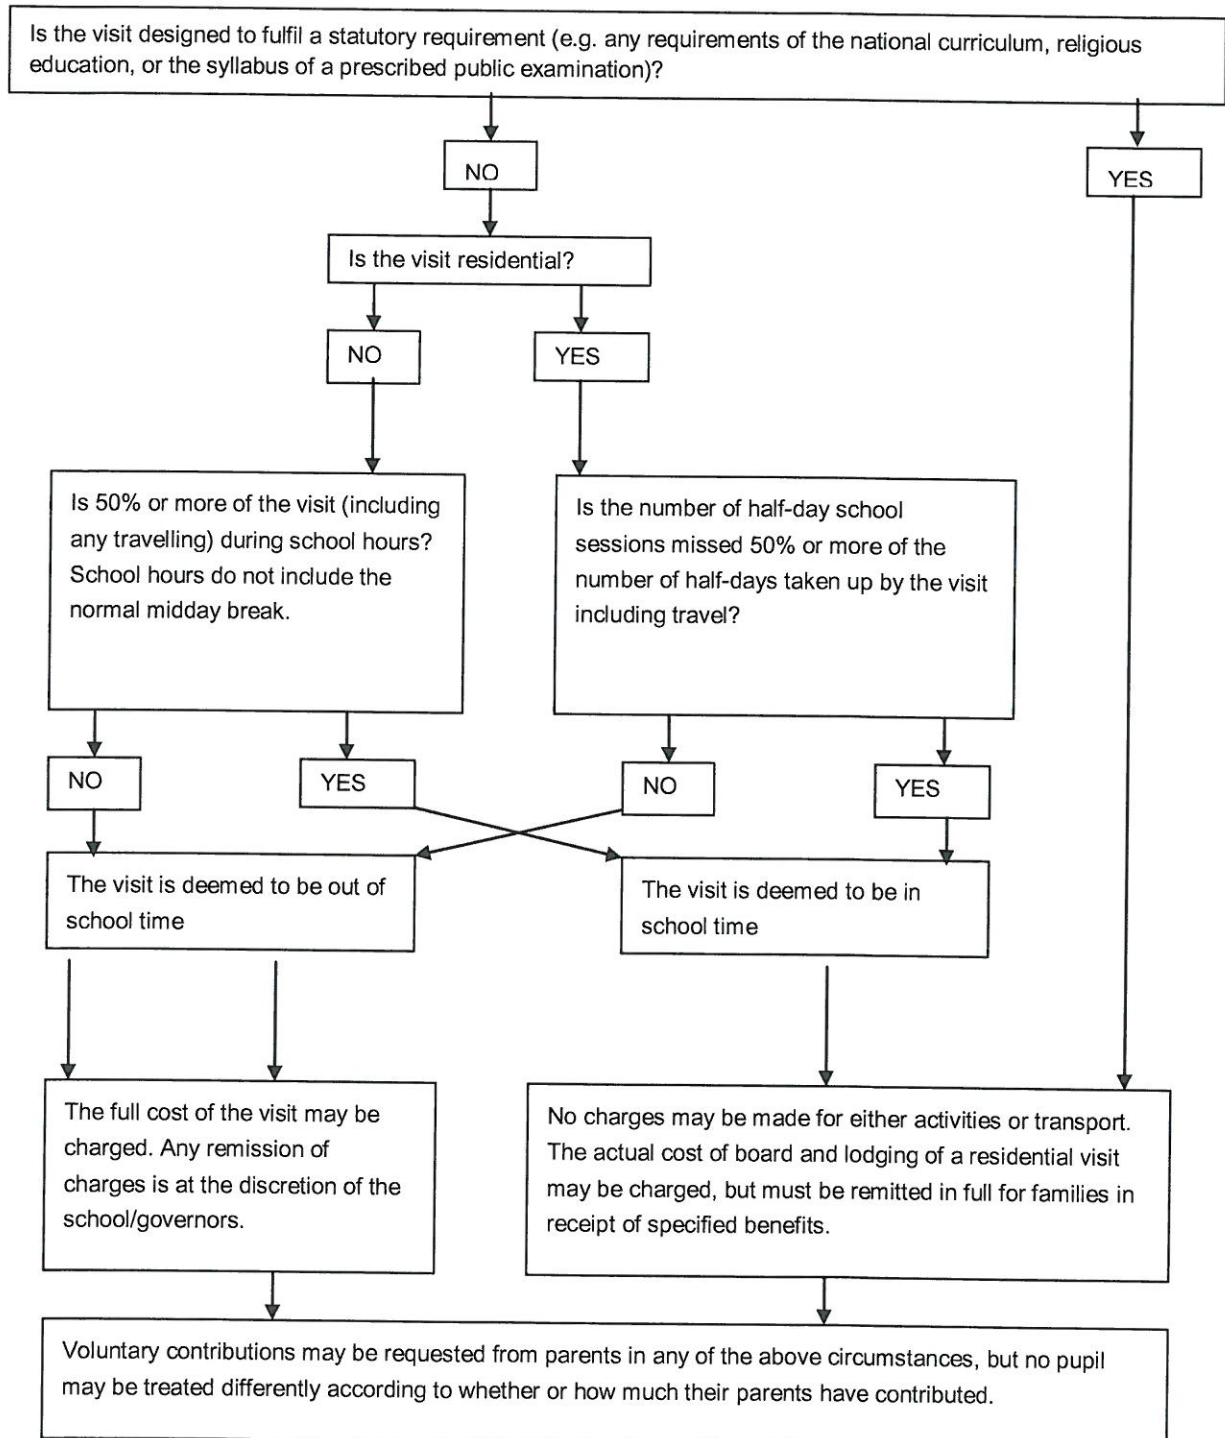 Is the visit designed to fulfil a statutory requirement (e.g. any requirements of the national curriculum, religious
education, or the syllabus of a prescribed public examination)?
NO
YES
Is the visit residential?
NO
YES
Is 50% or more of the visit (including
any travelling) during school hours?
School hours do not include the
normal midday break.
Is the number of half-day school
sessions missed 50% or more of the
number of half-days taken up by the visit
including travel?
NO
YES
NO
YES
The visit is deemed to be out of
school time
The visit is deemed to be in
school time
The full cost of the visit may be
charged. Any remission of
charges is at the discretion of the
school/governors.
No charges may be made for either activities or transport.
The actual cost of board and lodging of a residential visit
may be charged, but must be remitted in full for families in
receipt of specified benefits.
Voluntary contributions may be requested from parents in any of the above circumstances, but no pupil
may be treated differently according to whether or how much their parents have contributed.